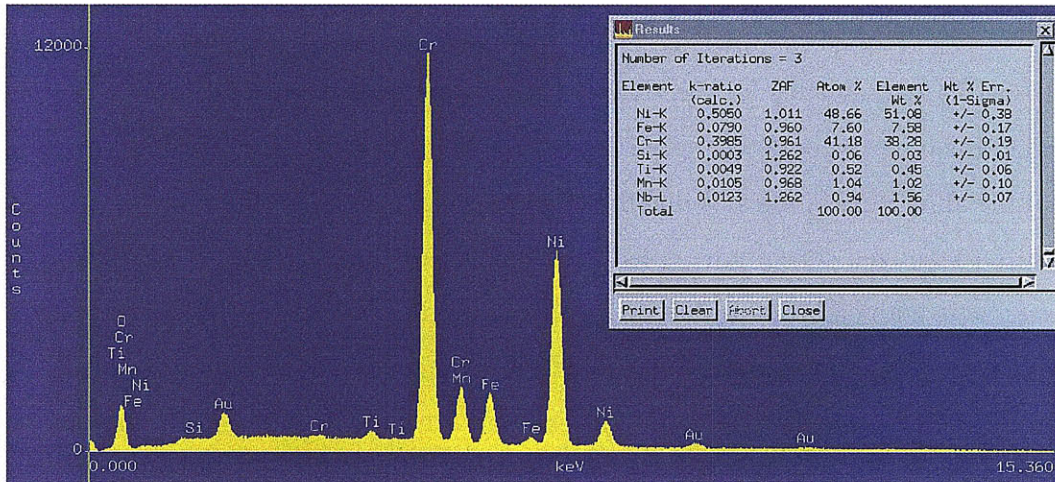 12000.
Counts
0.
0.000
keV
15.360
O
Cr
Ti
Mn
Ni
Fe
Si
Au
Cr
Ti
Ti
Cr
Cr
Mn
Fe
Fe
Ni
Ni
Au
Au
Results
Number of Iterations = 3
Element k-ratio ZAF Atom % Element Wt % Err.
(calc.) Wt % (1-Sigma)
Ni-K 0.5050 1.011 48.66 51.08 +/- 0.38
Fe-K 0.0790 0.960 7.60 7.58 +/- 0.17
Cr-K 0.3985 0.961 41.18 38.28 +/- 0.19
Si-K 0.0003 1.262 0.06 0.03 +/- 0.01
Ti-K 0.0049 0.922 0.52 0.45 +/- 0.06
Mn-K 0.0105 0.968 1.04 1.02 +/- 0.10
Nb-L 0.0123 1.262 0.94 1.56 +/- 0.07
Total 100.00 100.00
Print Clear Abort Close